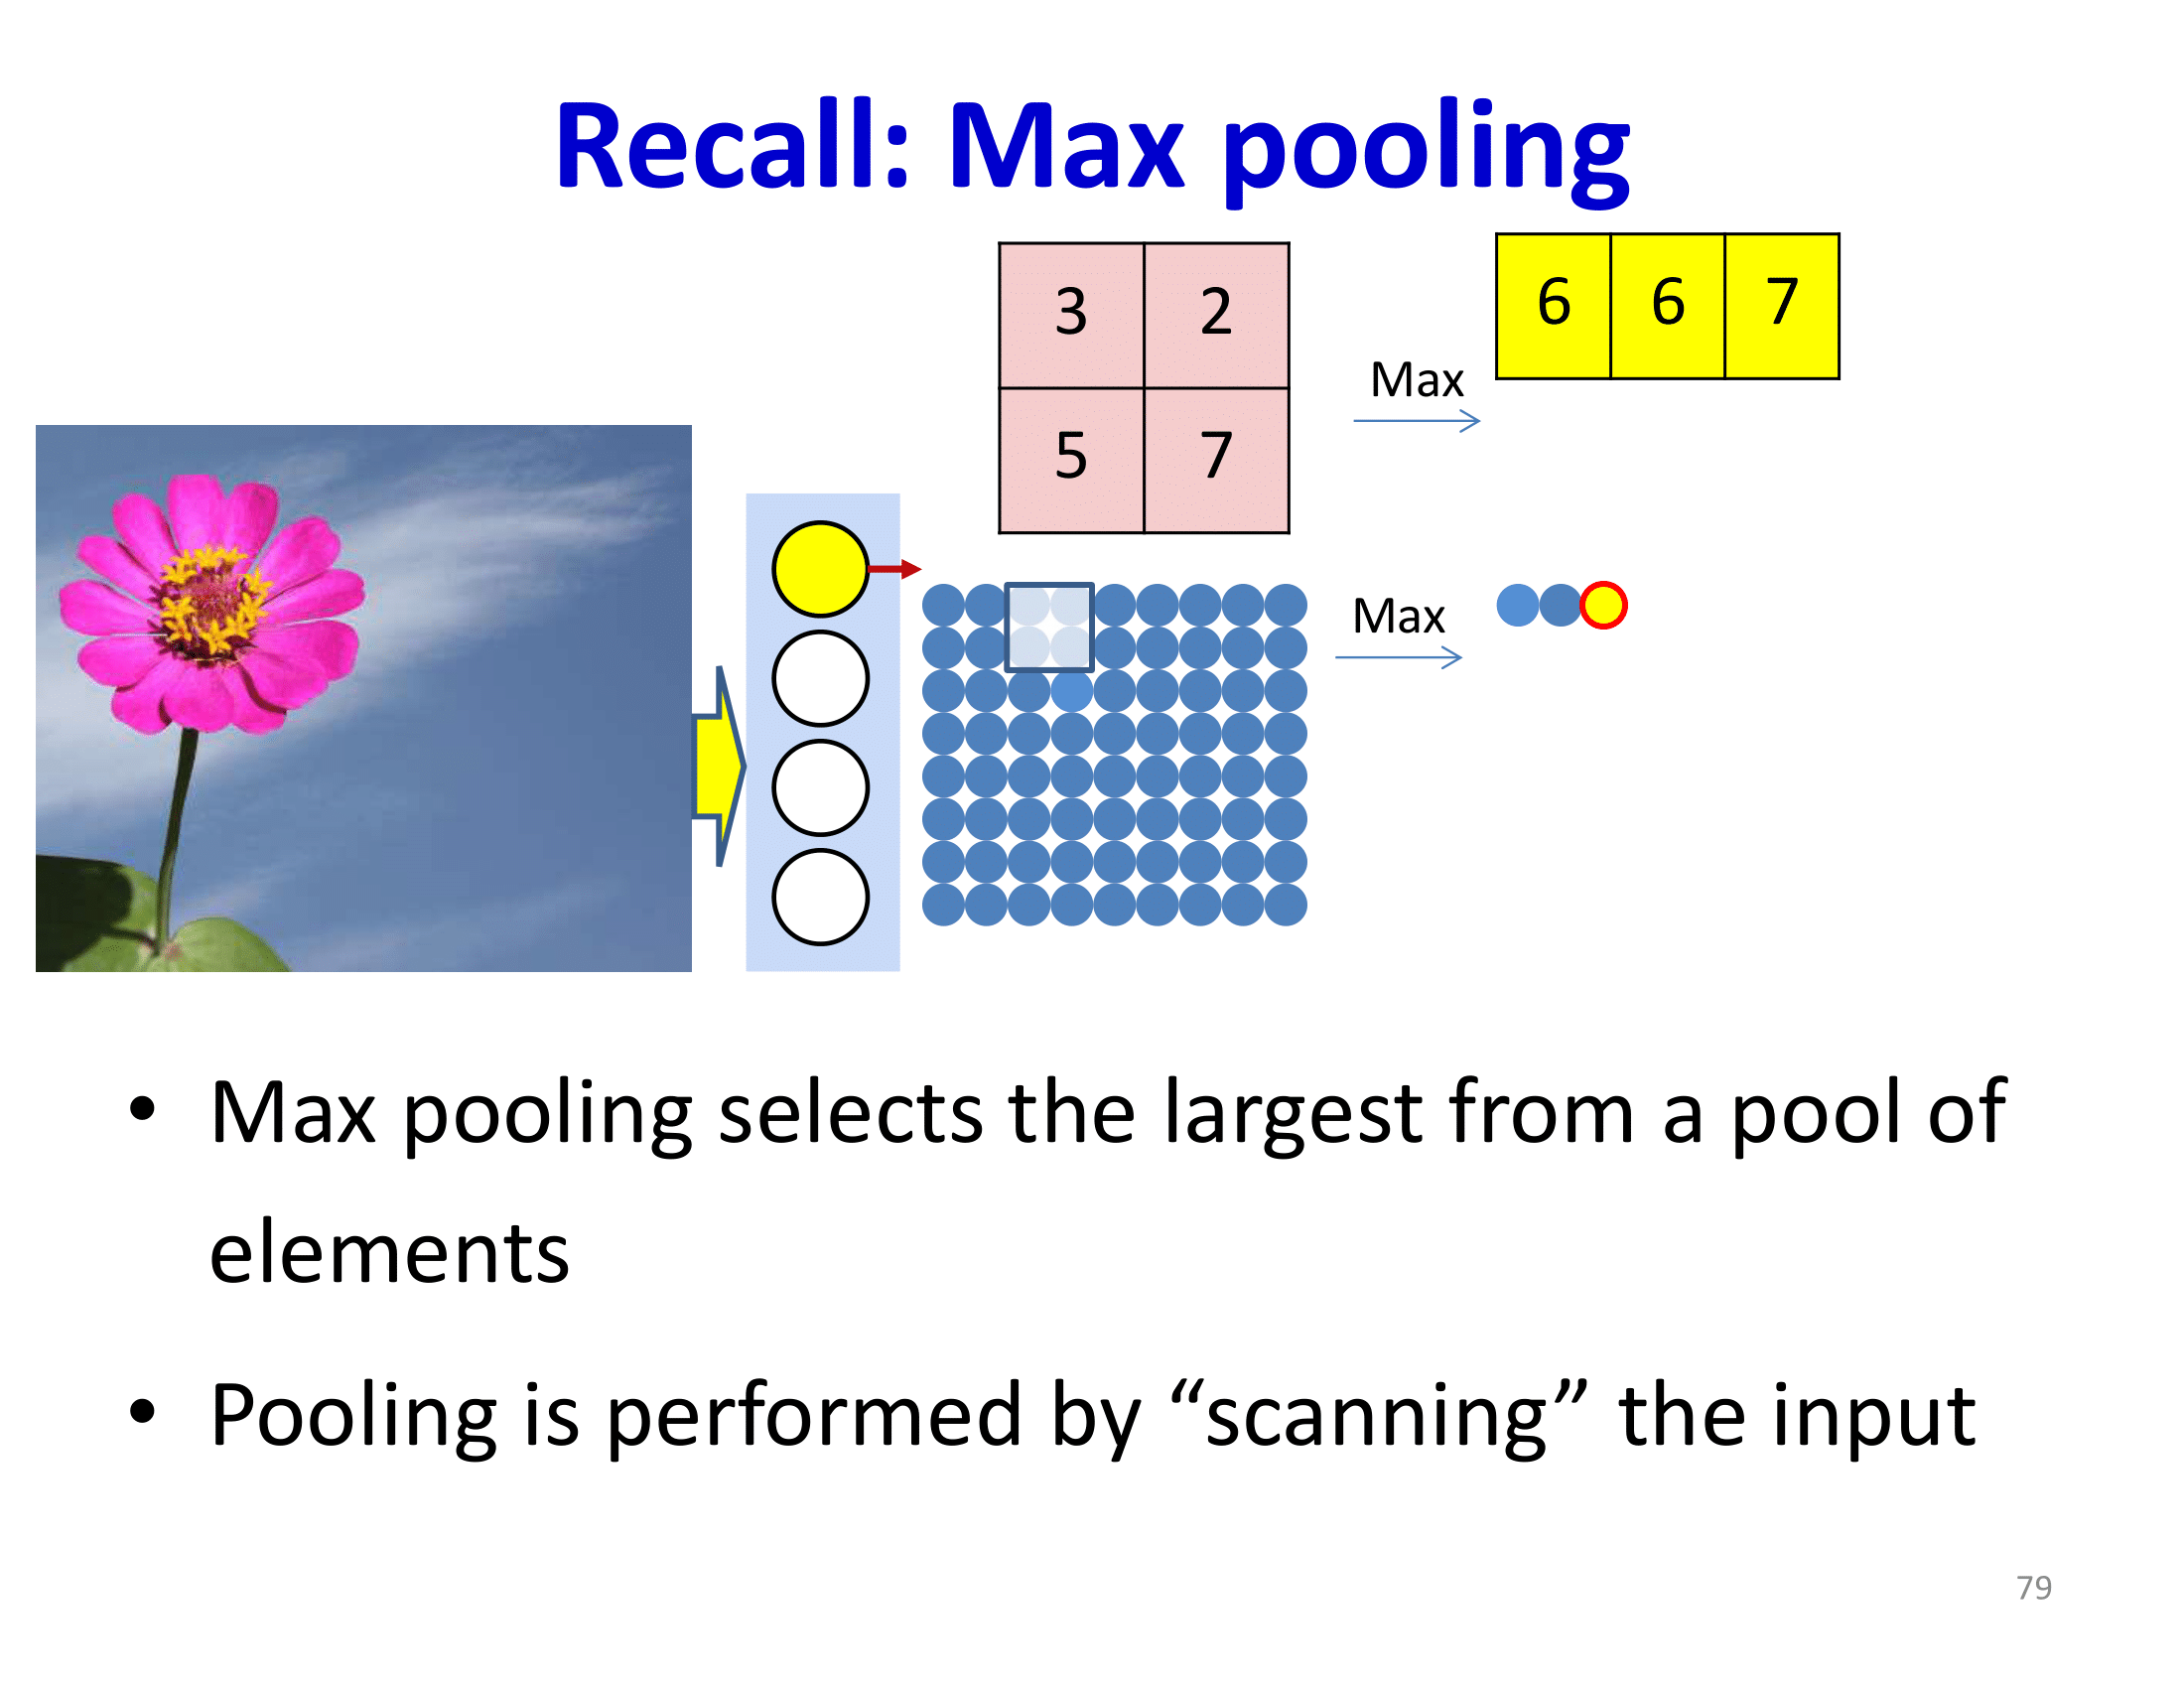 Recall: Max pooling
3 2
5 7
Max
6 6 7
Max
• Max pooling selects the largest from a pool of
elements
• Pooling is performed by “scanning” the input
79